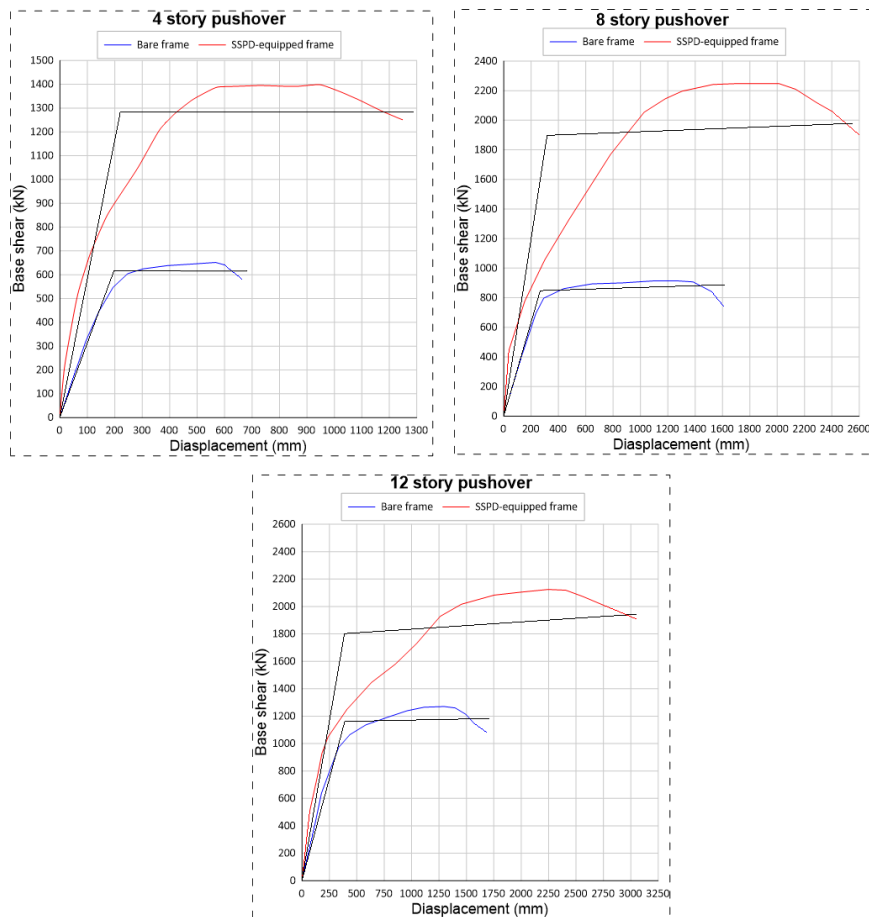 4 story pushover
Bare frame SSPD-equipped frame
Base shear (kN)
1500
1400
1300
1200
1100
1000
900
800
700
600
500
400
300
200
100
0
0 100 200 300 400 500 600 700 800 900 1000 1100 1200 1300
Diasplacement (mm)
8 story pushover
Bare frame SSPD-equipped frame
Base shear (kN)
2400
2200
2000
1800
1600
1400
1200
1000
800
600
400
200
0
0 200 400 600 800 1000 1200 1400 1600 1800 2000 2200 2400 2600
Diasplacement (mm)
12 story pushover
Bare frame SSPD-equipped frame
Base shear (kN)
2600
2400
2200
2000
1800
1600
1400
1200
1000
800
600
400
200
0
0 250 500 750 1000 1250 1500 1750 2000 2250 2500 2750 3000 3250
Diasplacement (mm)